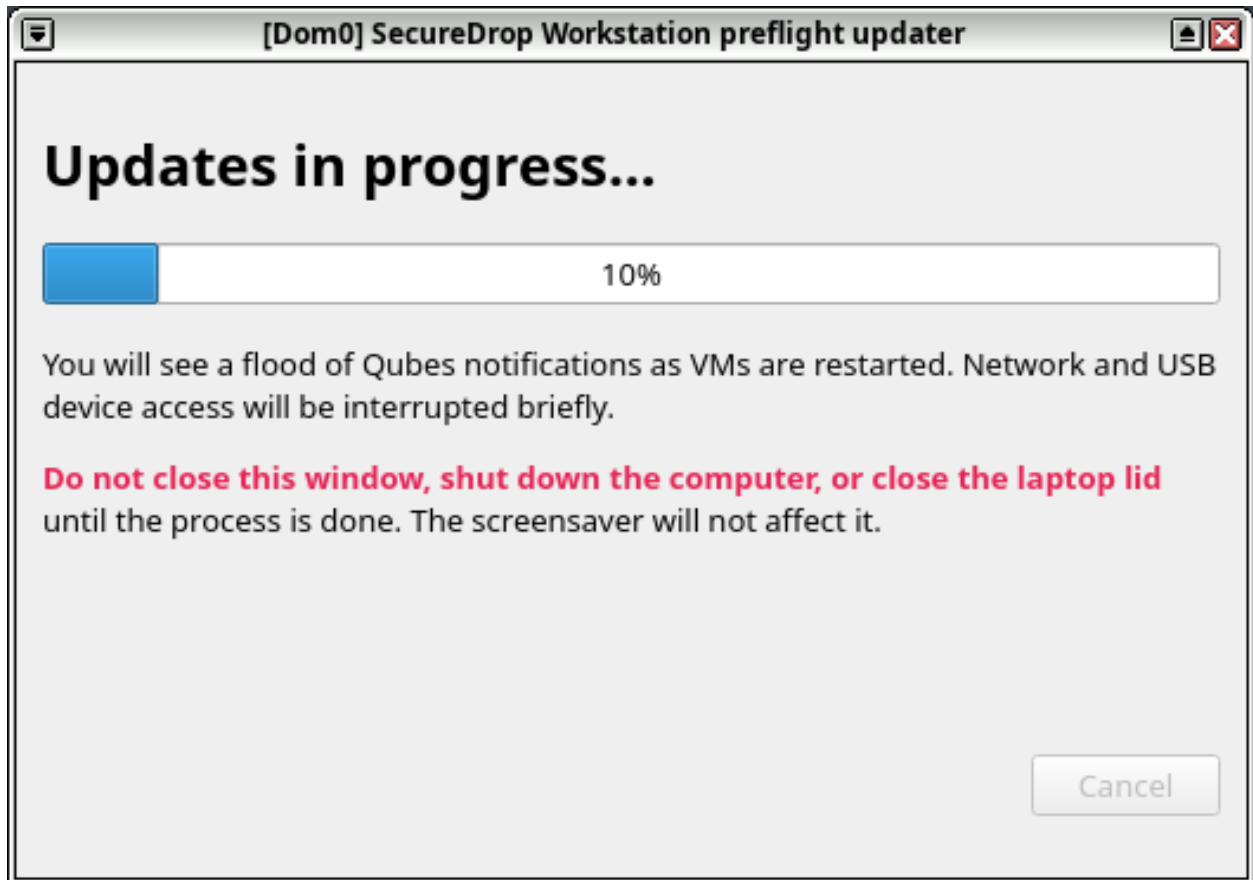 [Dom0] SecureDrop Workstation preflight updater
Updates in progress...
10%
You will see a flood of Qubes notifications as VMs are restarted. Network and USB
device access will be interrupted briefly.
Do not close this window, shut down the computer, or close the laptop lid
until the process is done. The screensaver will not affect it.
Cancel